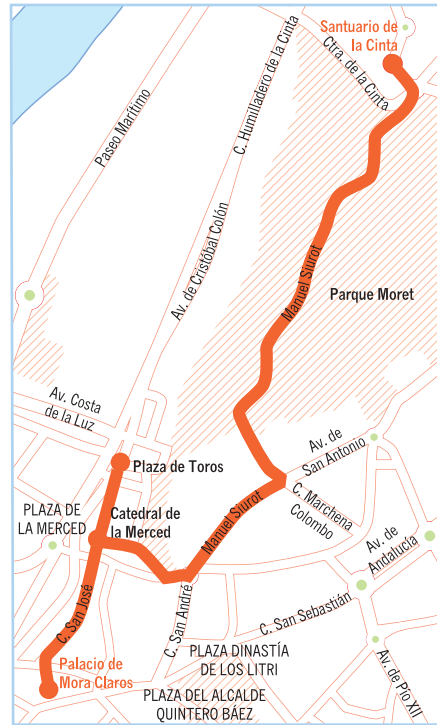 Santuario de
la Cinta
Ctra. de la Cinta
C. Humilladero de la Cinta
Paseo Marítimo
Av. de Cristóbal Colón
Manuel Siurot
Parque Moret
Av. Costa
de la Luz
Av. de
San Antonio
Plaza de Toros
C. Marchena
Colombo
PLAZA DE
LA MERCED
Catedral de
la Merced
Manuel Siurot
Av. de
Andalucía
C. San José
C. San André
C. San Sebastián
PLAZA DINASTÍA
DE LOS LITRI
Palacio de
Mora Claros
Av. de Pío XII
PLAZA DEL ALCALDE
QUINTERO BÁEZ